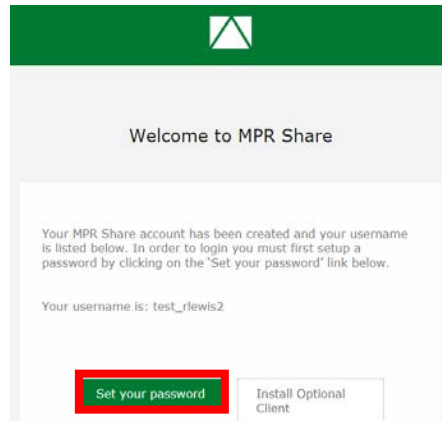 Welcome to MPR Share
Your MPR Share account has been created and your username
is listed below. In order to login you must first setup a
password by clicking on the 'Set your password' link below.
Your username is: test_rlewis2
Set your password
Install Optional
Client